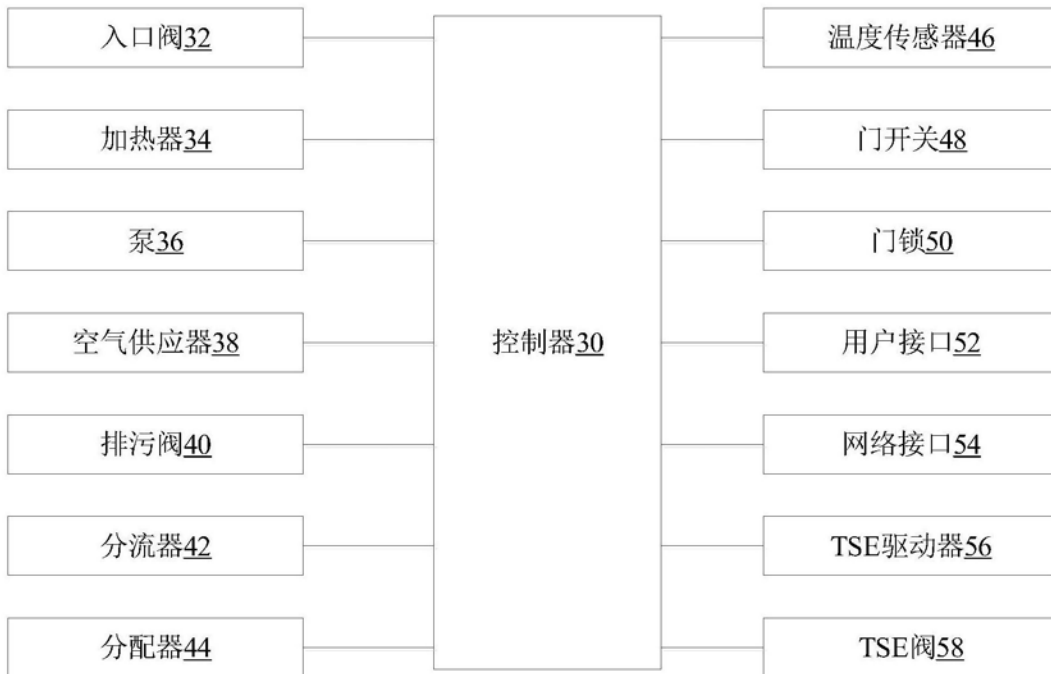 入口阀32
加热器34
泵36
空气供应器38
排污阀40
分流器42
分配器44
控制器30
温度传感器46
门开关48
门锁50
用户接口52
网络接口54
TSE驱动器56
TSE阀58